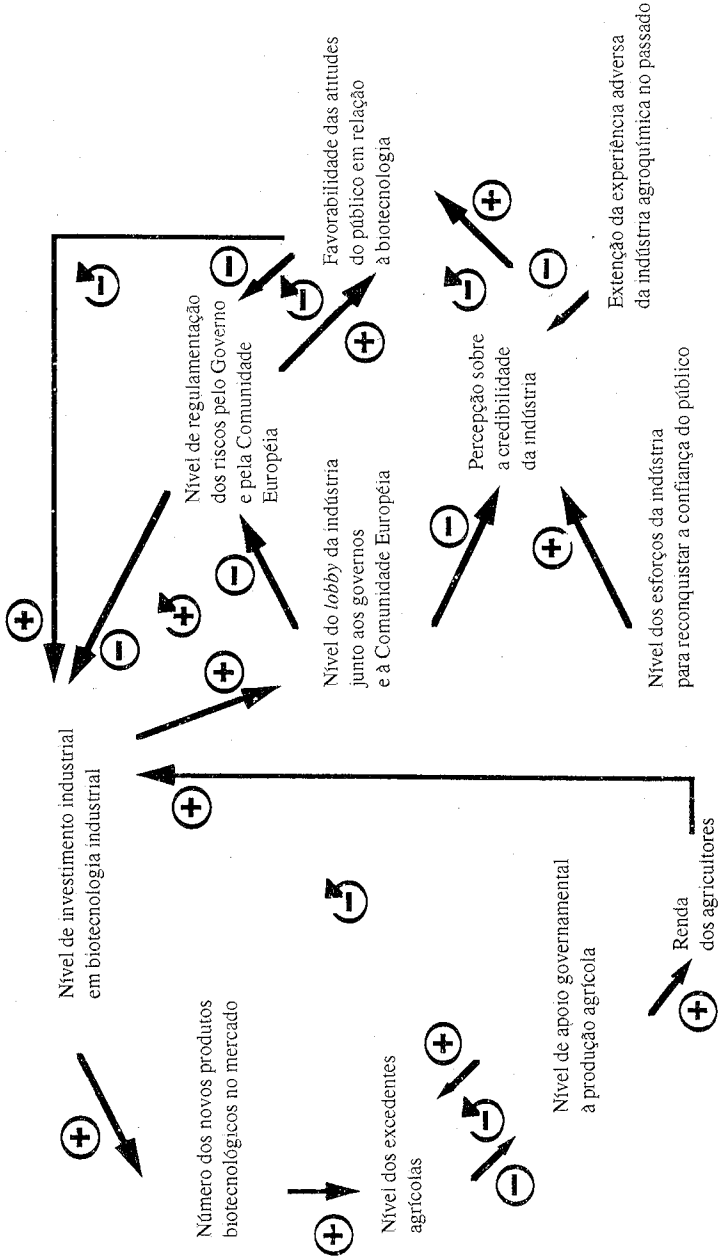 Nível de investimento industrial
em biotecnologia industrial
Número dos novos produtos
biotecnológicos no mercado
Nível dos excedentes
agrícolas
Nível de apoio governamental
à produção agrícola
Renda
dos agricultores
Nível de regulamentação
dos riscos pelo Governo
e pela Comunidade
Européia
Nível do lobby da indústria
junto aos governos
e à Comunidade Européia
Favorabilidade das atitudes
do público em relação
à biotecnologia
Percepção sobre
a credibilidade
da indústria
Nível dos esforços da indústria
para reconquistar a confiança do público
Extenção da experiência adversa
da indústria agroquímica no passado